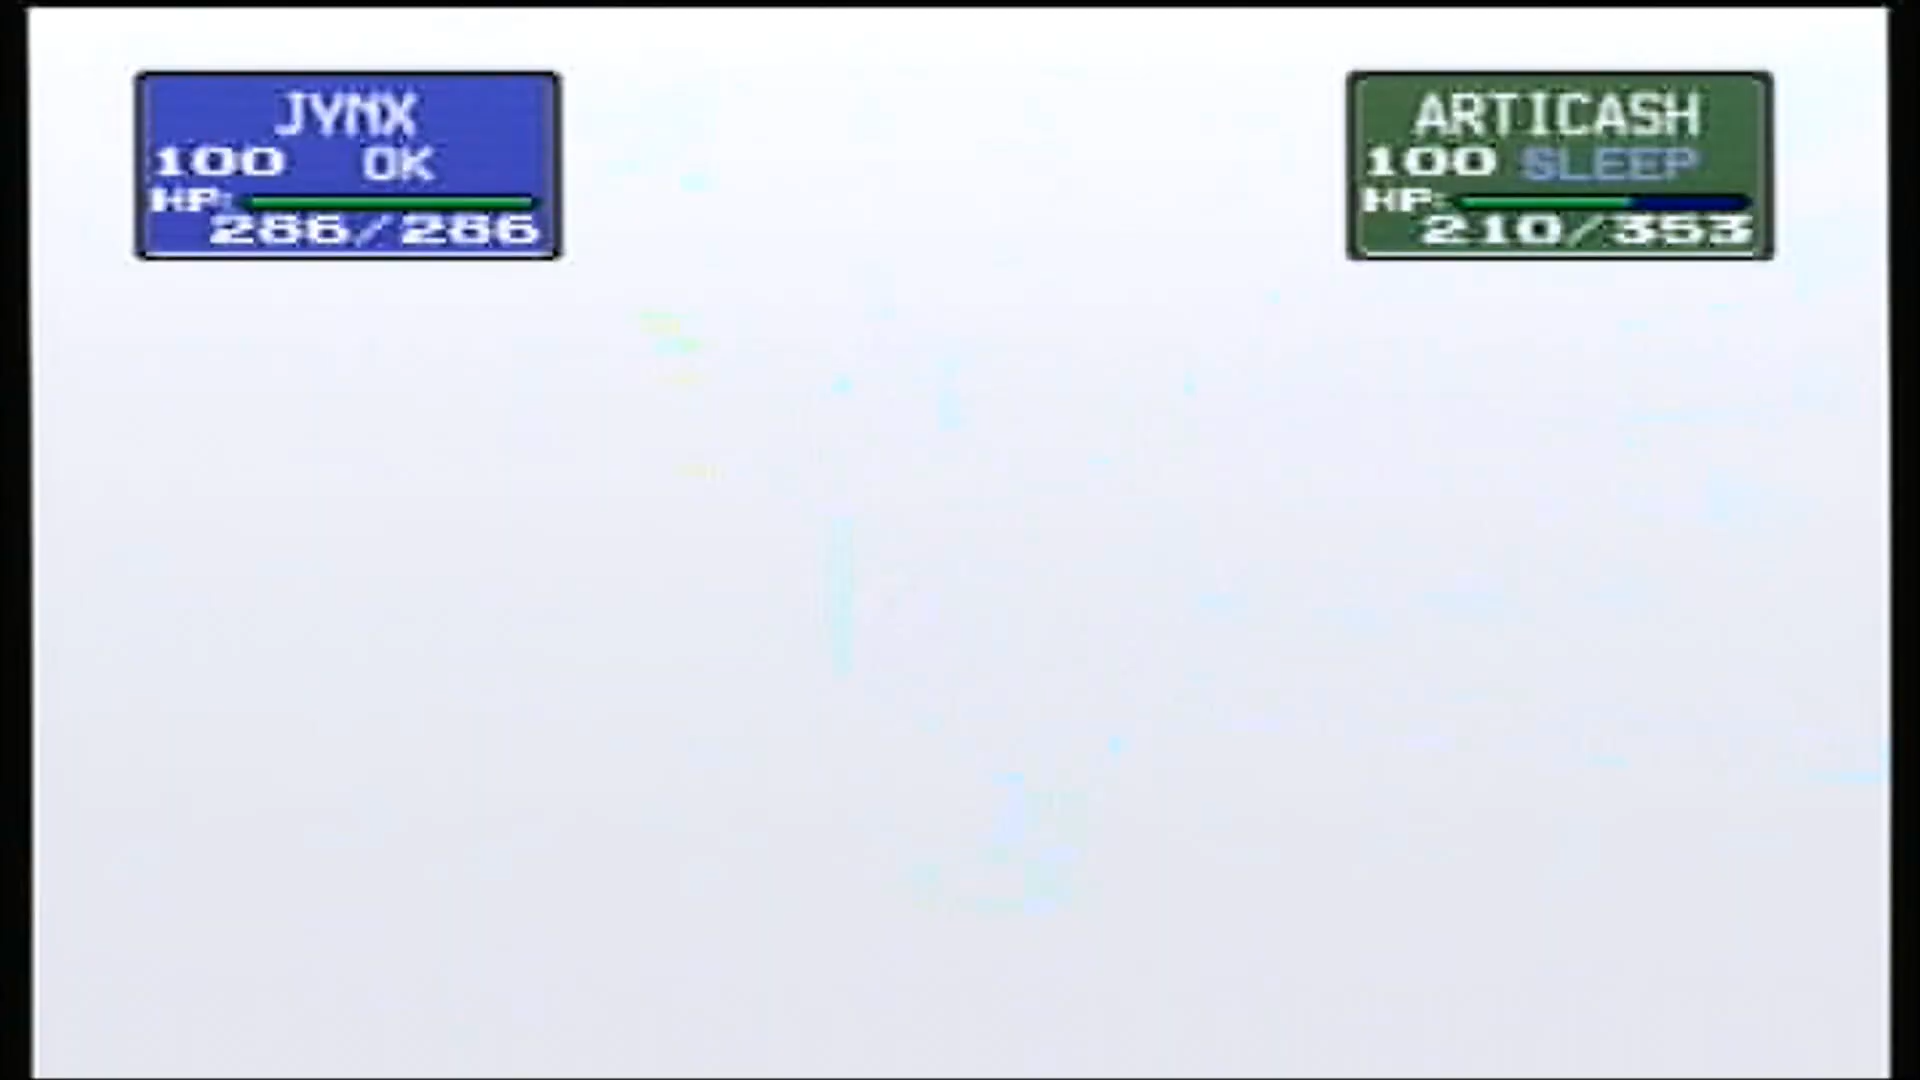 JYNX
100 OK
HP:
286/286
ARTICASH
100 SLEEP
HP:
210/353